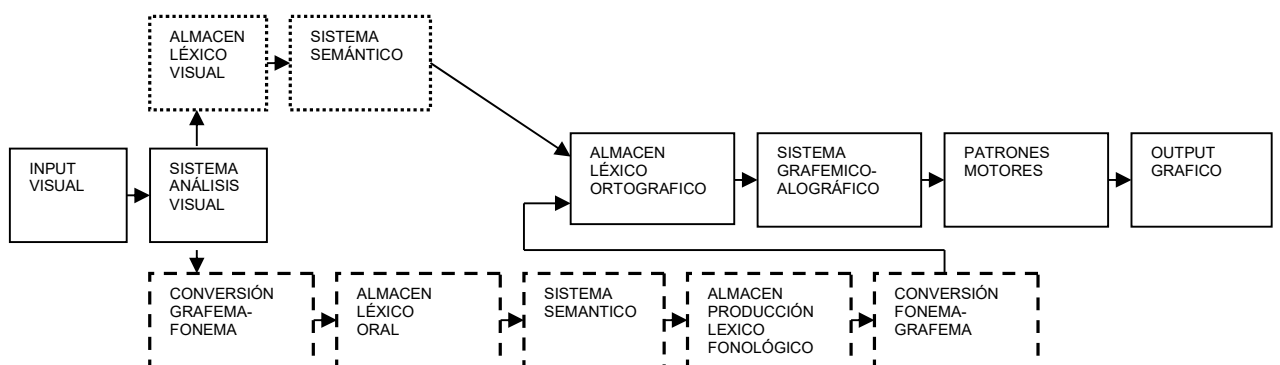 ALMACEN
LÉXICO
VISUAL
SISTEMA
SEMÁNTICO
INPUT
VISUAL
SISTEMA
ANÁLISIS
VISUAL
ALMACEN
LÉXICO
ORTOGRAFICO
SISTEMA
GRAFEMICO-
ALOGRÁFICO
PATRONES
MOTORES
OUTPUT
GRAFICO
CONVERSIÓN
GRAFEMA-
FONEMA
ALMACEN
LÉXICO
ORAL
SISTEMA
SEMANTICO
ALMACEN
PRODUCCIÓN
LEXICO
FONOLÓGICO
CONVERSIÓN
FONEMA-
GRAFEMA